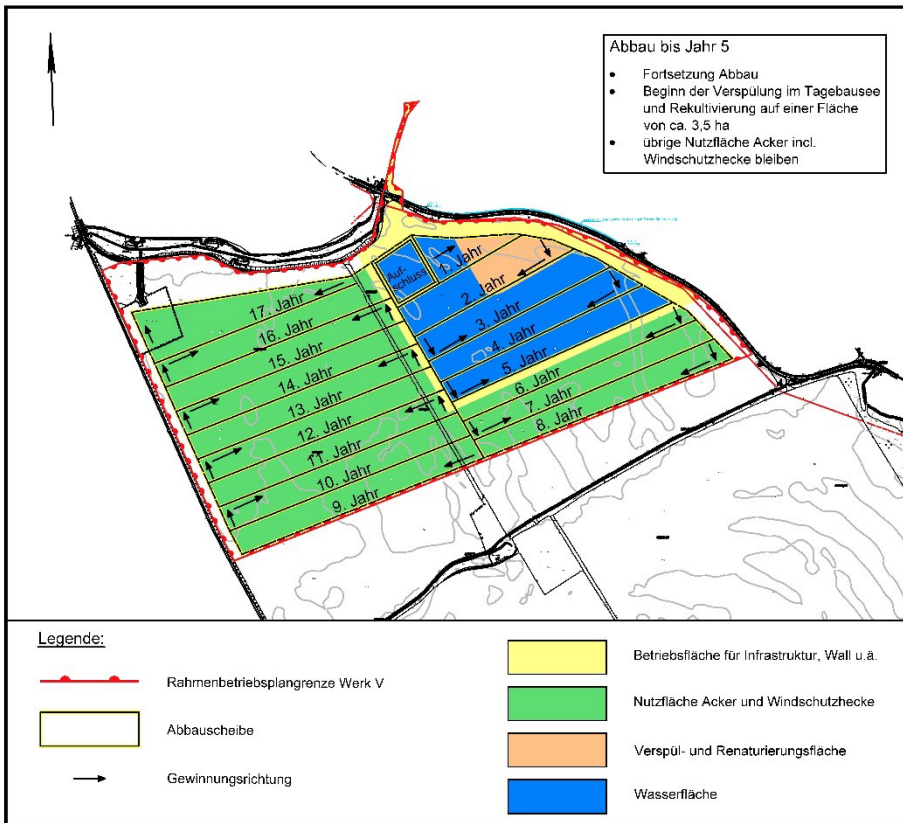 Abbau bis Jahr 5
• Fortsetzung Abbau
• Beginn der Verspülung im Tagebausee
und Rekultivierung auf einer Fläche
von ca. 3,5 ha
• übrige Nutzfläche Acker incl.
Windschutzhecke bleiben
Auf-
schluss
1. Jahr
2. Jahr
3. Jahr
4. Jahr
5. Jahr
6. Jahr
7. Jahr
8. Jahr
17. Jahr
16. Jahr
15. Jahr
14. Jahr
13. Jahr
12. Jahr
11. Jahr
10. Jahr
9. Jahr
Legende:
Rahmenbetriebsplangrenze Werk V
Abbauscheibe
Gewinnungsrichtung
Betriebsfläche für Infrastruktur, Wall u.ä.
Nutzfläche Acker und Windschutzhecke
Verspül- und Renaturierungsfläche
Wasserfläche